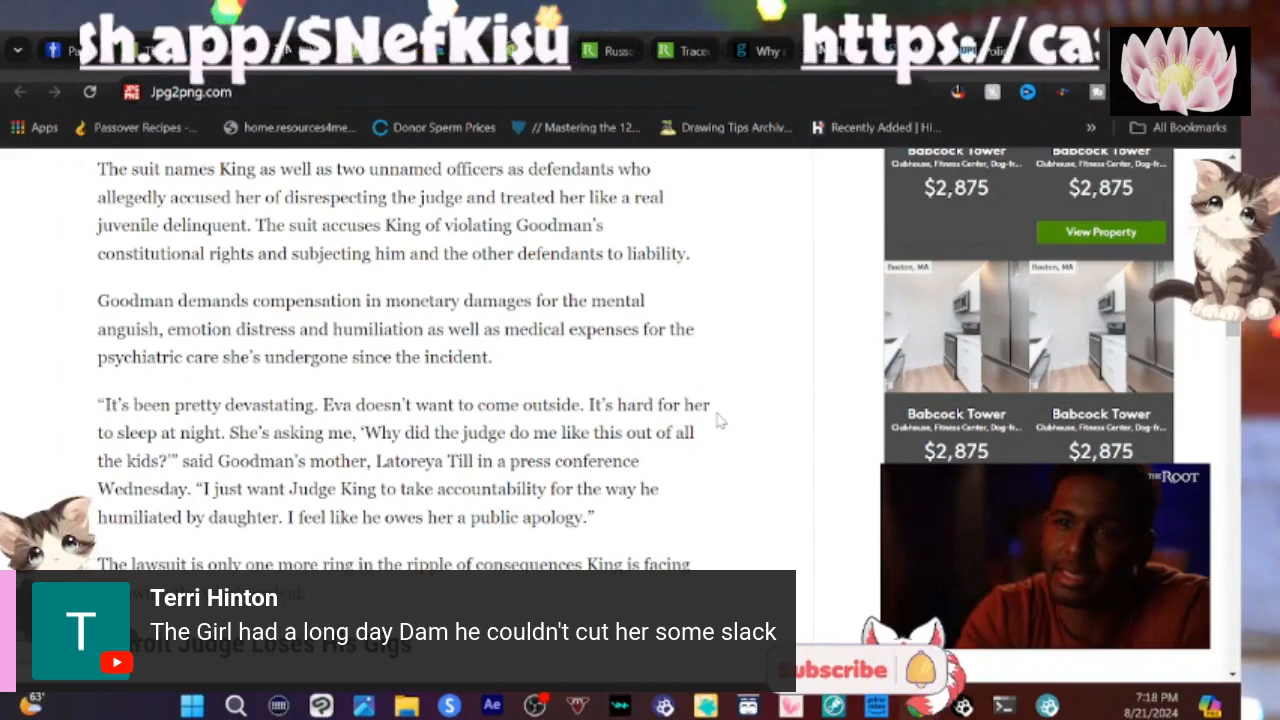 sh.app/$NefKisu
https://cas
Russ
Trace
Why
Jpg2png.com
Apps
Passover Recipes -...
home.resources4me...
Donor Sperm Prices
// Mastering the 12...
Drawing Tips Archiv...
Recently Added | Hi...
»
All Bookmarks
The suit names King as well as two unnamed officers as defendants who
allegedly accused her of disrespecting the judge and treated her like a real
juvenile delinquent. The suit accuses King of violating Goodman's
constitutional rights and subjecting him and the other defendants to liability.
Goodman demands compensation in monetary damages for the mental
anguish, emotion distress and humiliation as well as medical expenses for the
psychiatric care she's undergone since the incident.
“It's been pretty devastating. Eva doesn't want to come outside. It's hard for her
to sleep at night. She's asking me, ‘Why did the judge do me like this out of all
the kids?’” said Goodman's mother, Latoreya Till in a press conference
Wednesday. “I just want Judge King to take accountability for the way he
humiliated by daughter. I feel like he owes her a public apology.”
The lawsuit is only one more ring in the ripple of consequences King is facing
Judge Loses His Gigs
Babcock Tower
Clubhouse, Fitness Center, Dog-fr...
$2,875
Babcock Tower
Clubhouse, Fitness Center, Dog-fr...
$2,875
View Property
Boston, MA
Boston, MA
Babcock Tower
Clubhouse, Fitness Center, Dog-fr...
$2,875
Babcock Tower
Clubhouse, Fitness Center, Dog-fr...
$2,875
THE ROOT
T
Terri Hinton
The Girl had a long day Dam he couldn't cut her some slack
Subscribe
63°
7:18 PM
8/21/2024